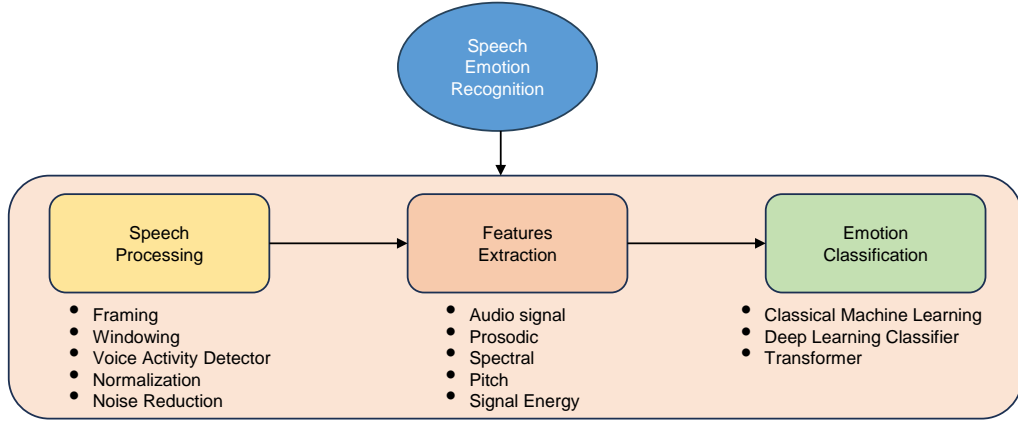 Speech
Emotion
Recognition
Speech
Processing
Features
Extraction
Emotion
Classification
• Framing
• Windowing
• Voice Activity Detector
• Normalization
• Noise Reduction
• Audio signal
• Prosodic
• Spectral
• Pitch
• Signal Energy
• Classical Machine Learning
• Deep Learning Classifier
• Transformer